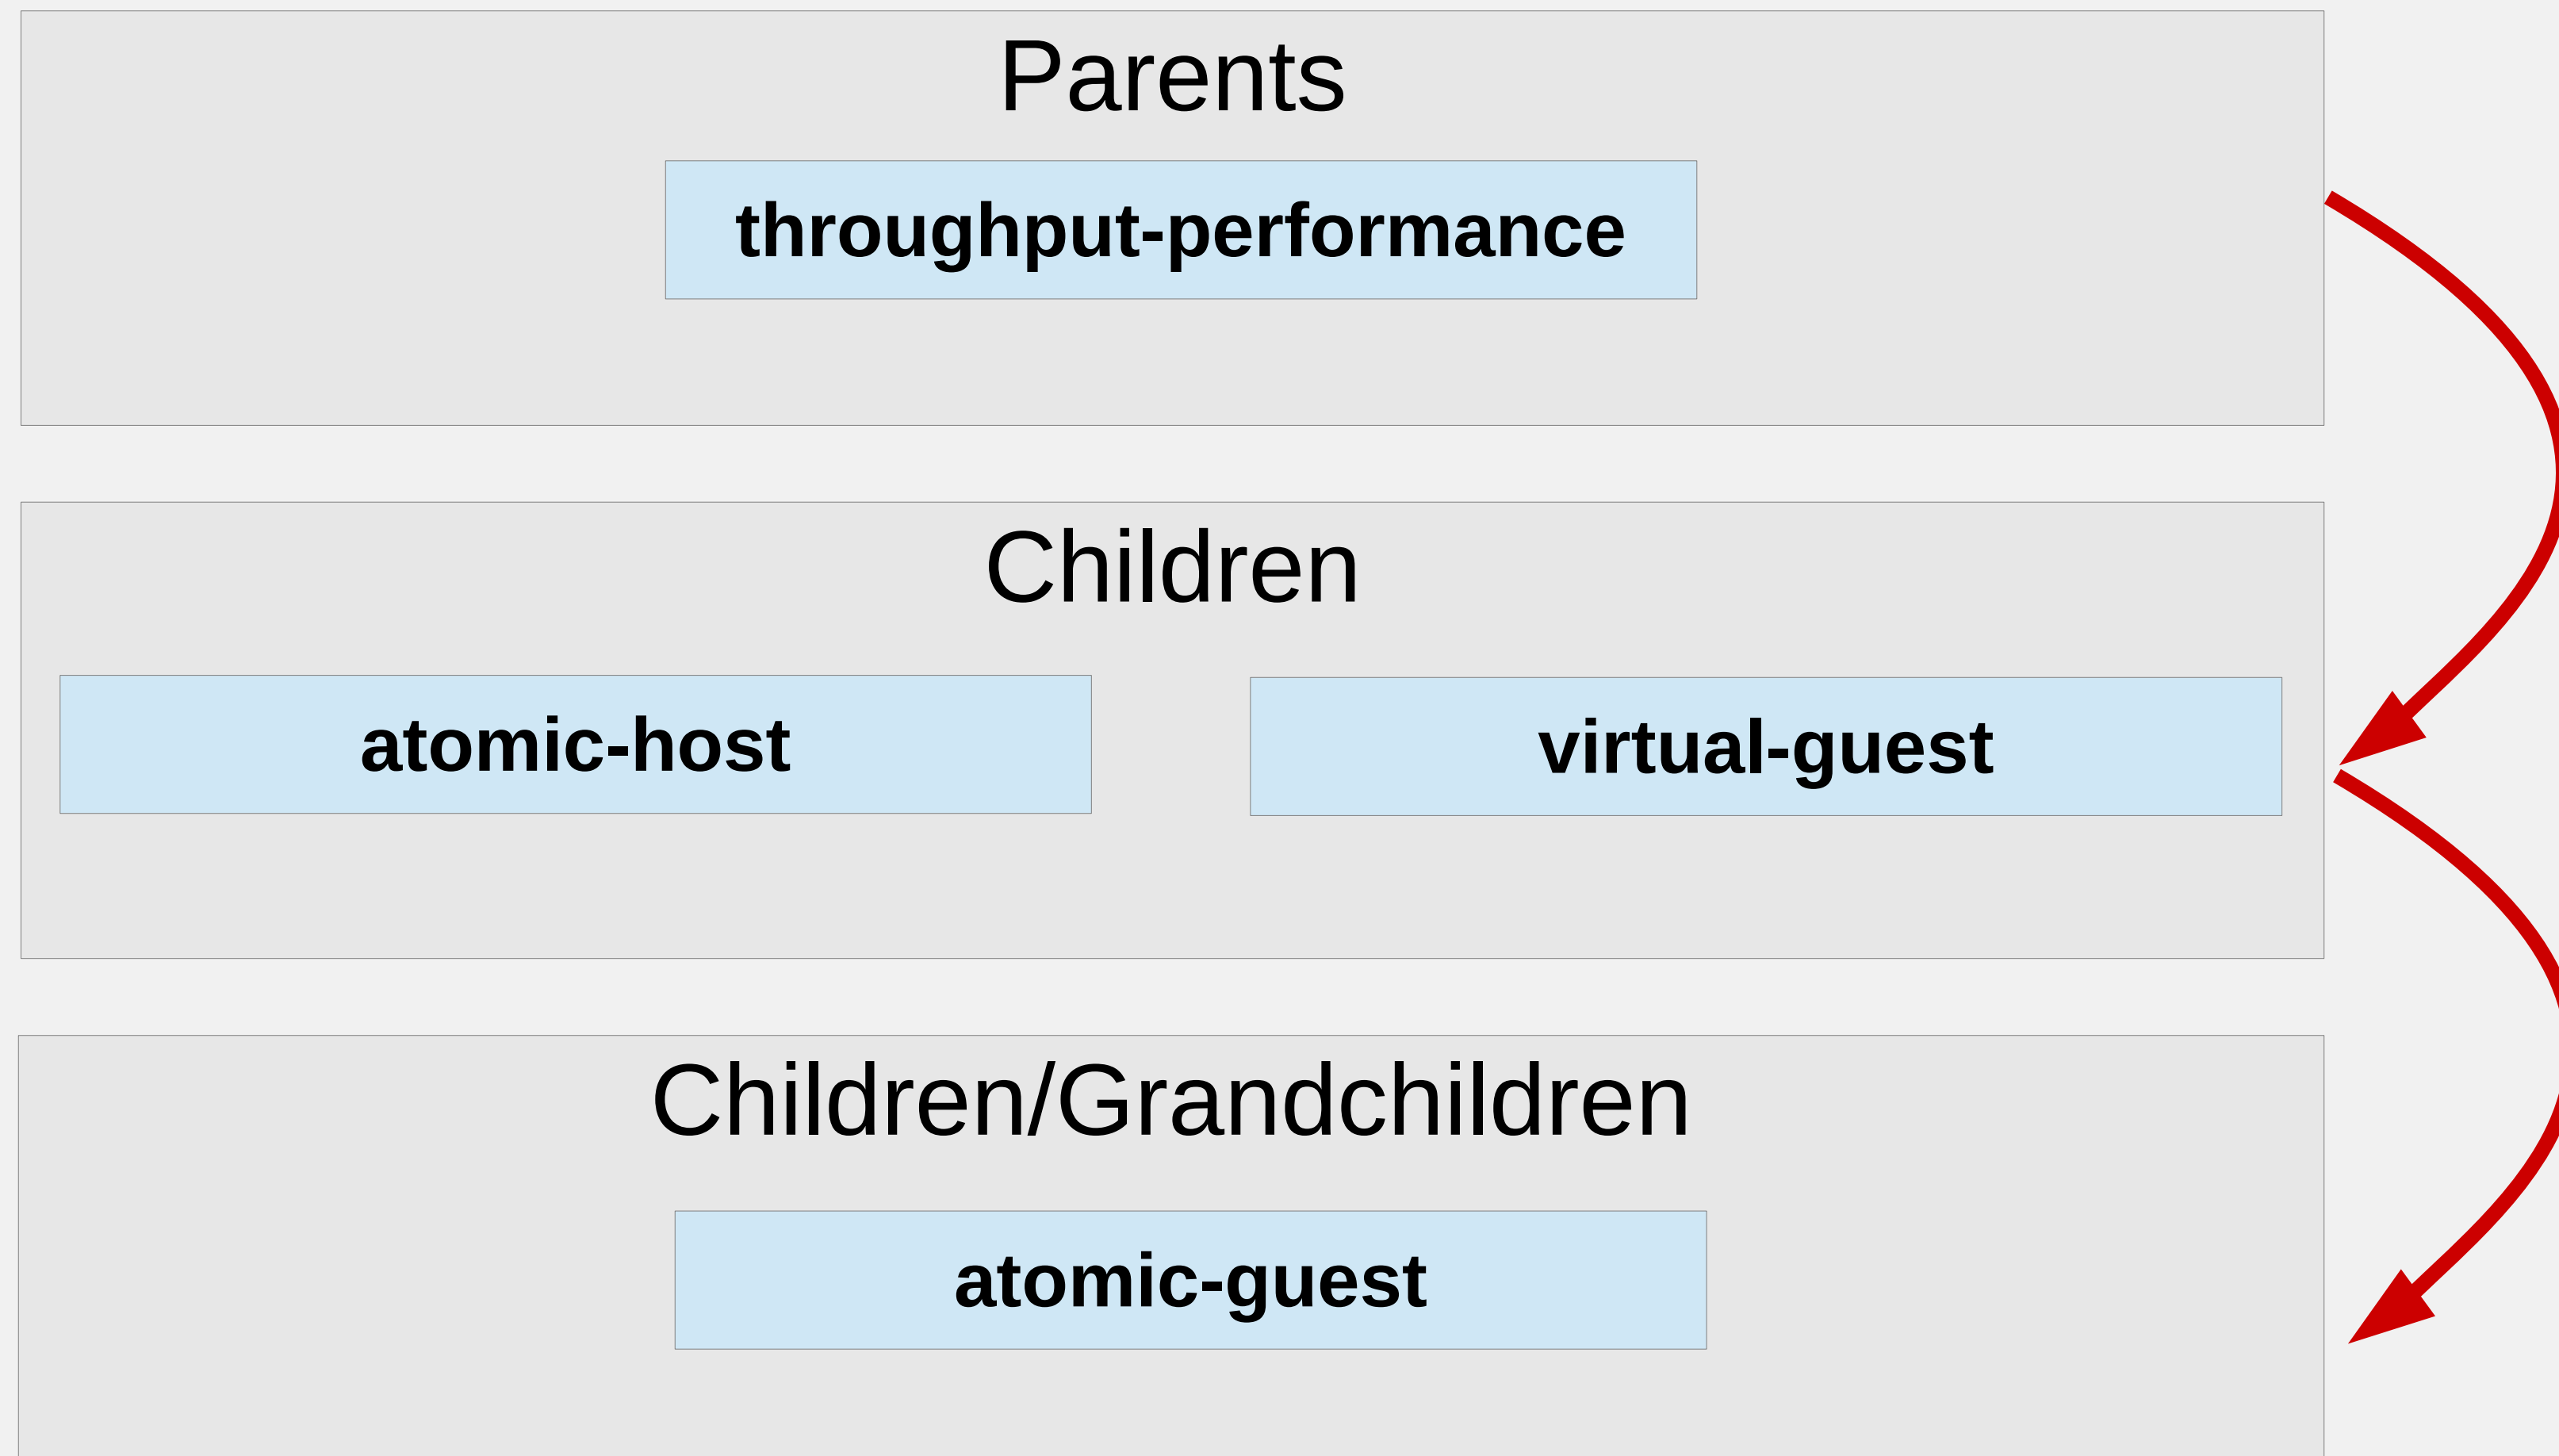 Parents
throughput-performance
Children
atomic-host
virtual-guest
Children/Grandchildren
atomic-guest